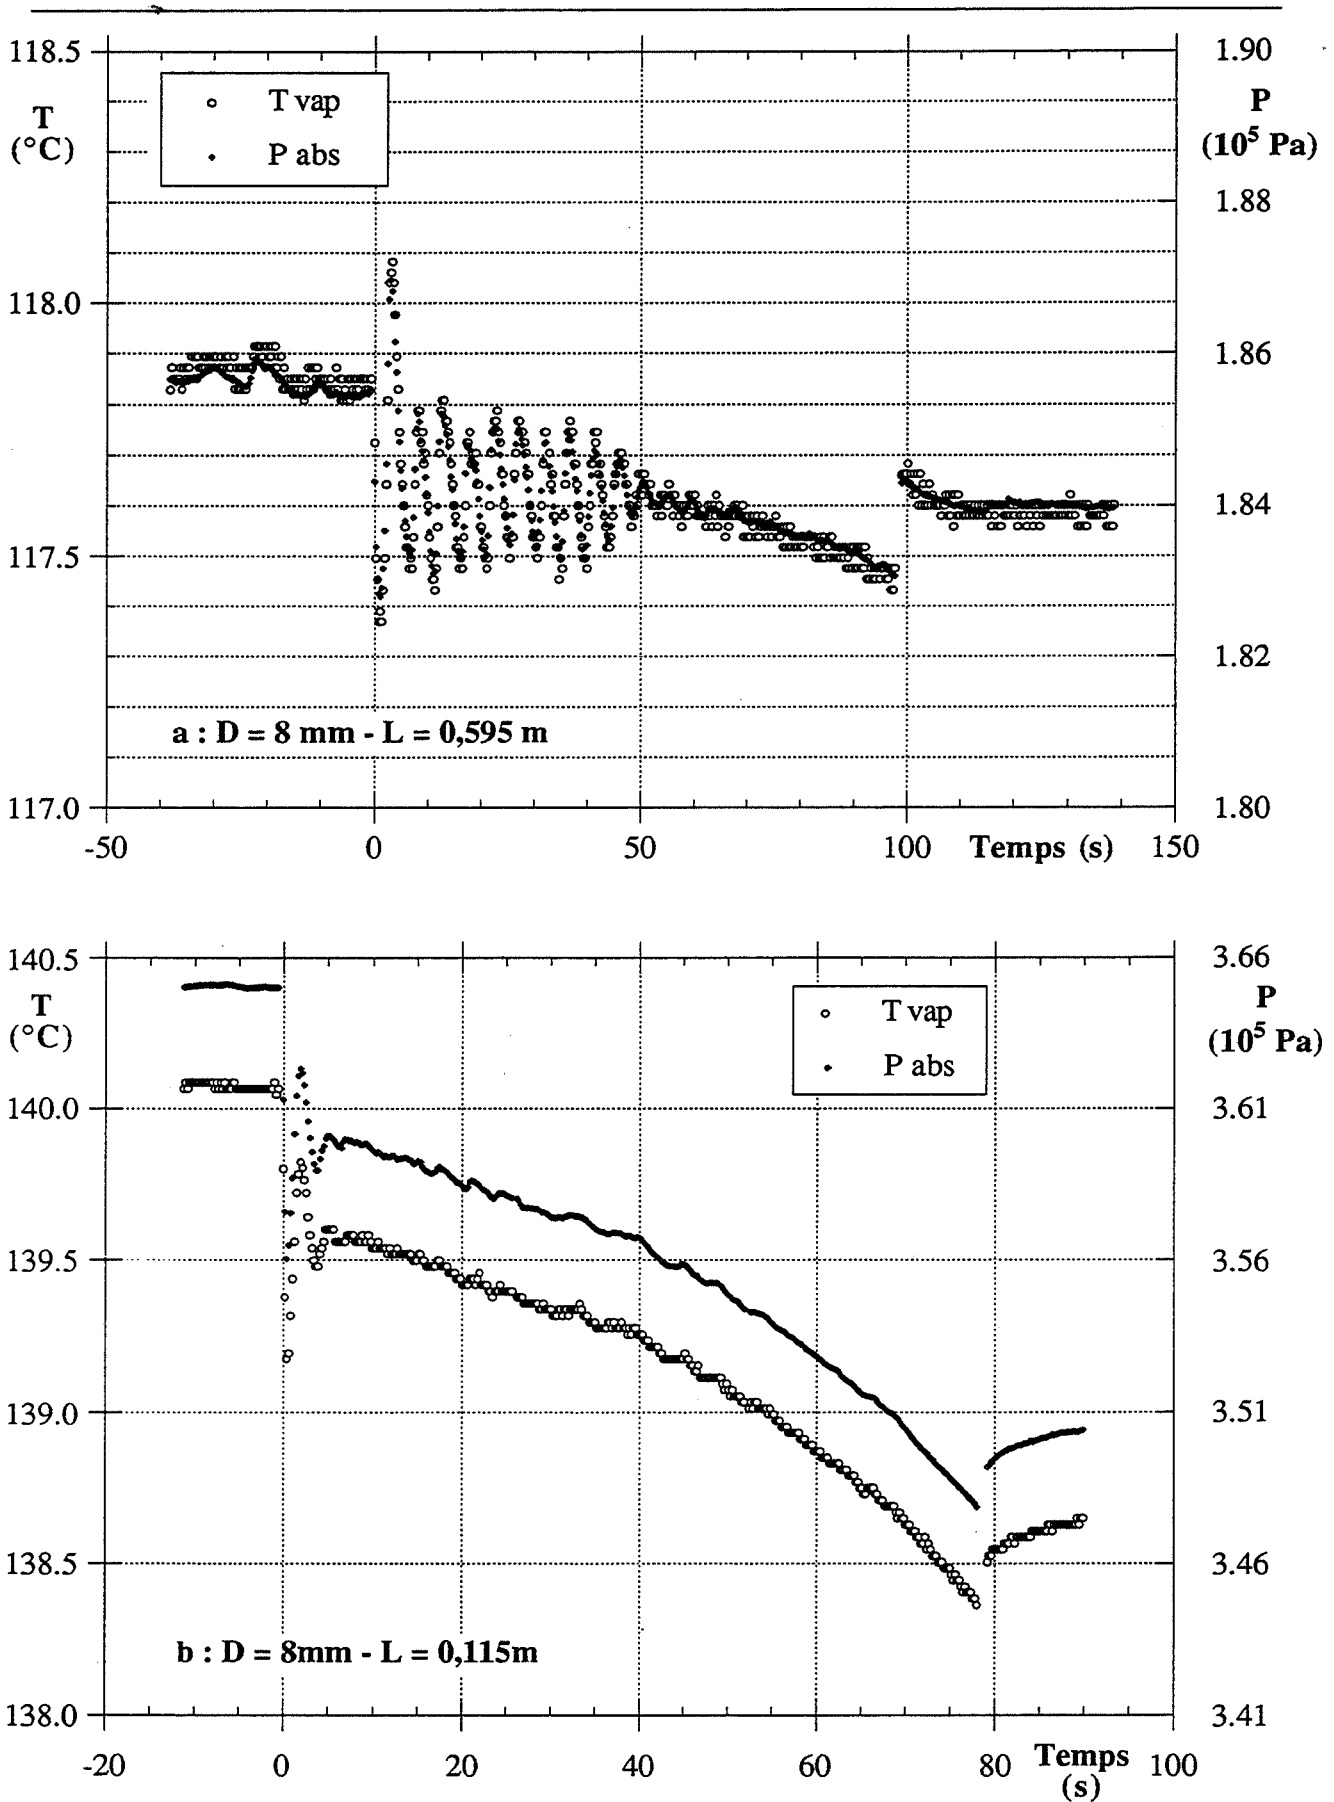 118.5
1.90
T
(°C)
T vap
P abs
P
(10⁵ Pa)
1.88
118.0
1.86
1.84
117.5
1.82
a : D = 8 mm - L = 0,595 m
117.0
1.80
-50
0
50
100
Temps (s)
150
140.5
3.66
T
(°C)
T vap
P abs
P
(10⁵ Pa)
140.0
3.61
139.5
3.56
139.0
3.51
138.5
3.46
b : D = 8mm - L = 0,115m
138.0
3.41
-20
0
20
40
60
80
Temps
(s)
100